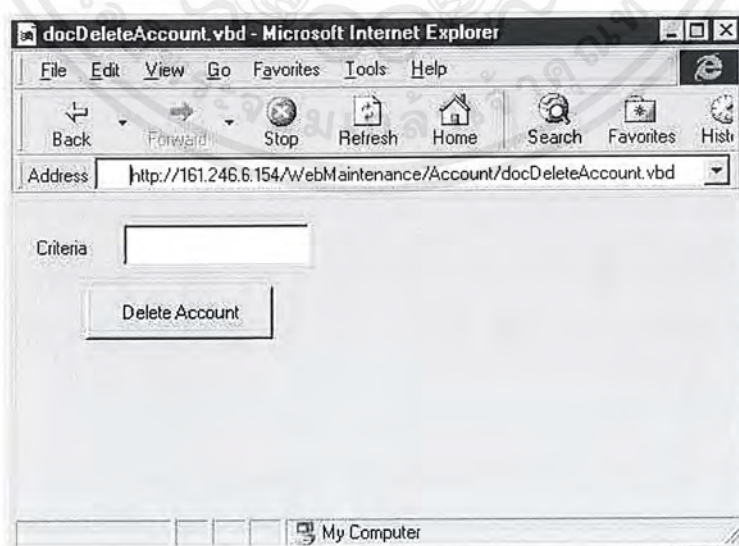 docDeleteAccount.vbd - Microsoft Internet Explorer
File Edit View Go Favorites Tools Help
Back Forward Stop Refresh Home Search Favorites Histo
Address http://161.246.6.154/WebMaintenance/Account/docDeleteAccount.vbd
Criteria
Delete Account
My Computer